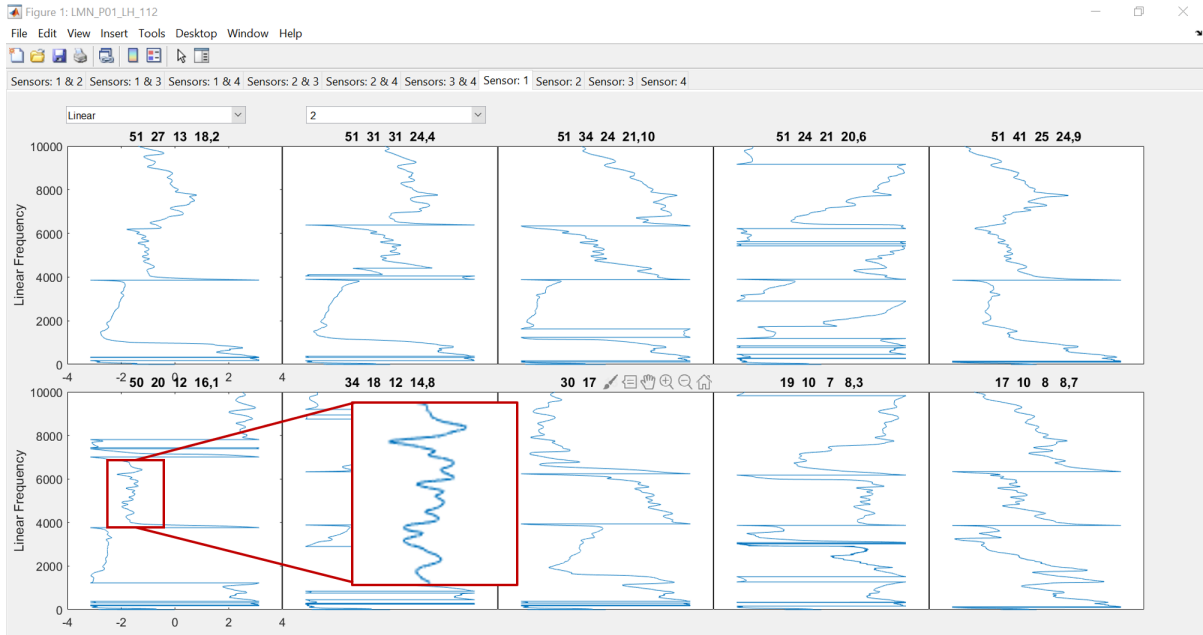 Figure 1: LMN_P01_LH_112
File Edit View Insert Tools Desktop Window Help
Sensors: 1 & 2 Sensors: 1 & 3 Sensors: 1 & 4 Sensors: 2 & 3 Sensors: 2 & 4 Sensors: 3 & 4 Sensor: 1 Sensor: 2 Sensor: 3 Sensor: 4
Linear 2
51 27 13 18,2 51 31 31 24,4 51 34 24 21,10 51 24 21 20,6 51 41 25 24,9
10000
8000
6000
4000
2000
0
Linear Frequency
-4 -2 0 2 4
50 20 12 16,1 34 18 12 14,8 30 17 19 10 7 8,3 17 10 8 8,7
10000
8000
6000
4000
2000
0
Linear Frequency
-4 -2 0 2 4